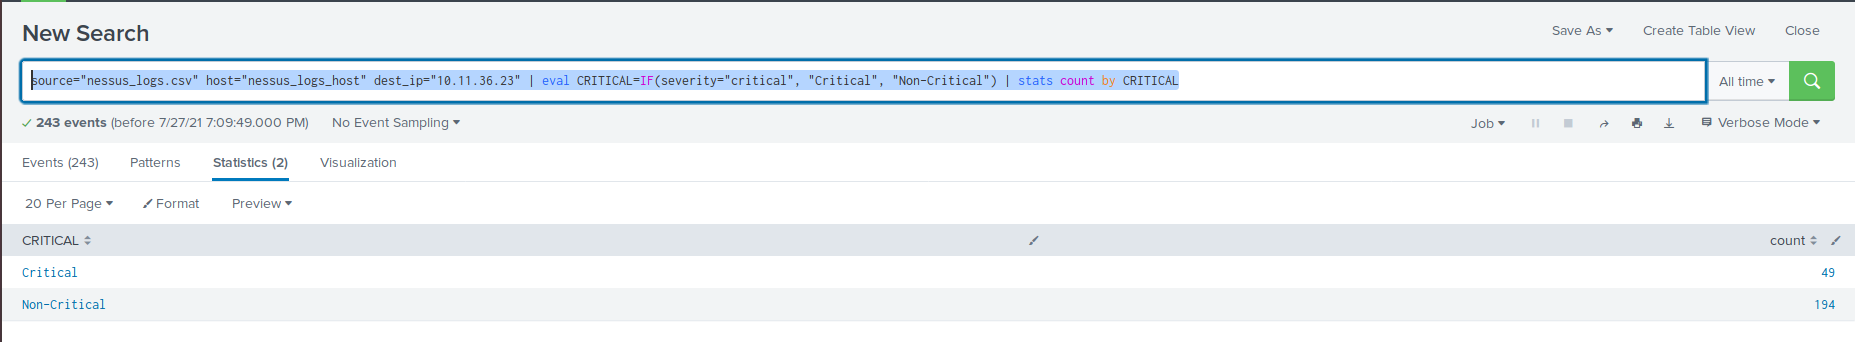 New Search
Save As Create Table View Close
source="nessus_logs.csv" host="nessus_logs_host" dest_ip="10.11.36.23" | eval CRITICAL=IF(severity="critical", "Critical", "Non-Critical") | stats count by CRITICAL
All time
243 events (before 7/27/21 7:09:49.000 PM) No Event Sampling
Job Verbose Mode
Events (243) Patterns Statistics (2) Visualization
20 Per Page Format Preview
CRITICAL count
Critical 49
Non-Critical 194